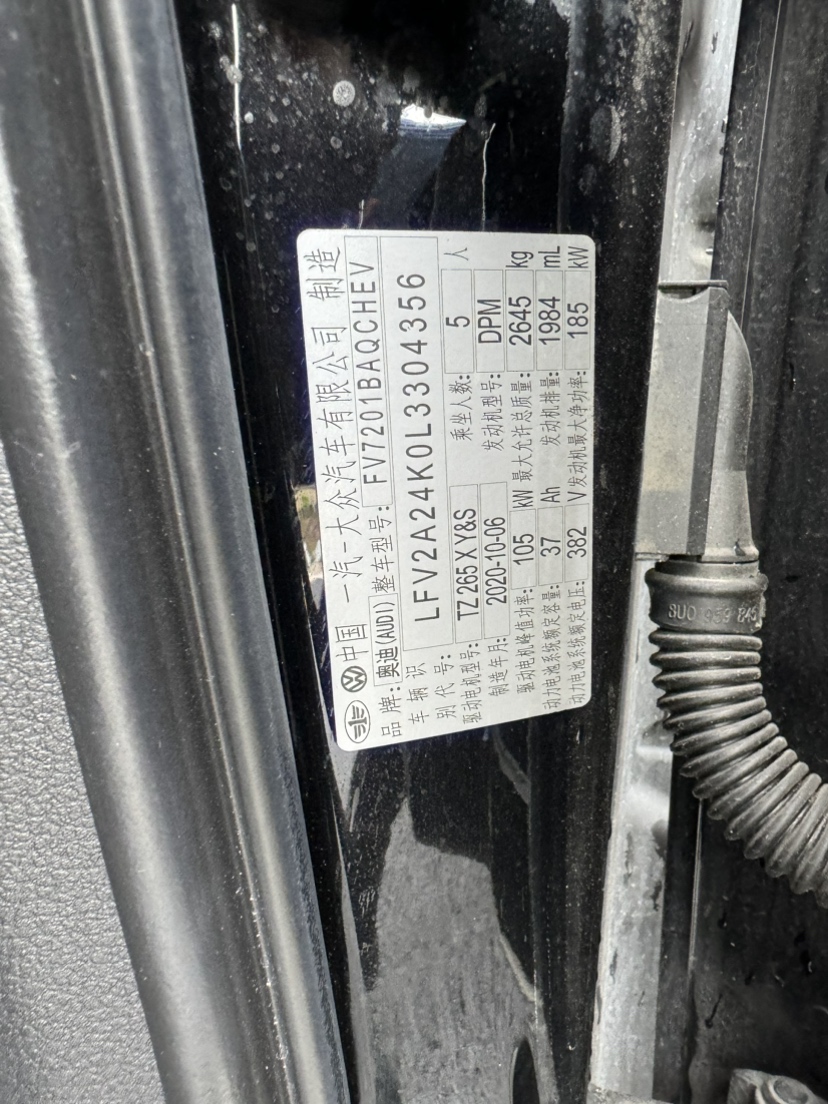 中国 一汽-大众汽车有限公司 制造
品 牌: 奥迪(AUDI) 整车型号: FV7201BAQCHEV
车 辆 识 别 代 号: LFV2A24K0L3304356
驱动电机型号: TZ 265 X Y&S 乘坐人数: 5 人
制造年月: 2020-10-06 发动机型号: DPM
驱动电机峰值功率: 105 kW 最大允许总质量: 2645 kg
动力电池系统额定容量: 37 Ah 发动机排量: 1984 mL
动力电池系统额定电压: 382 V 发动机最大净功率: 185 kW